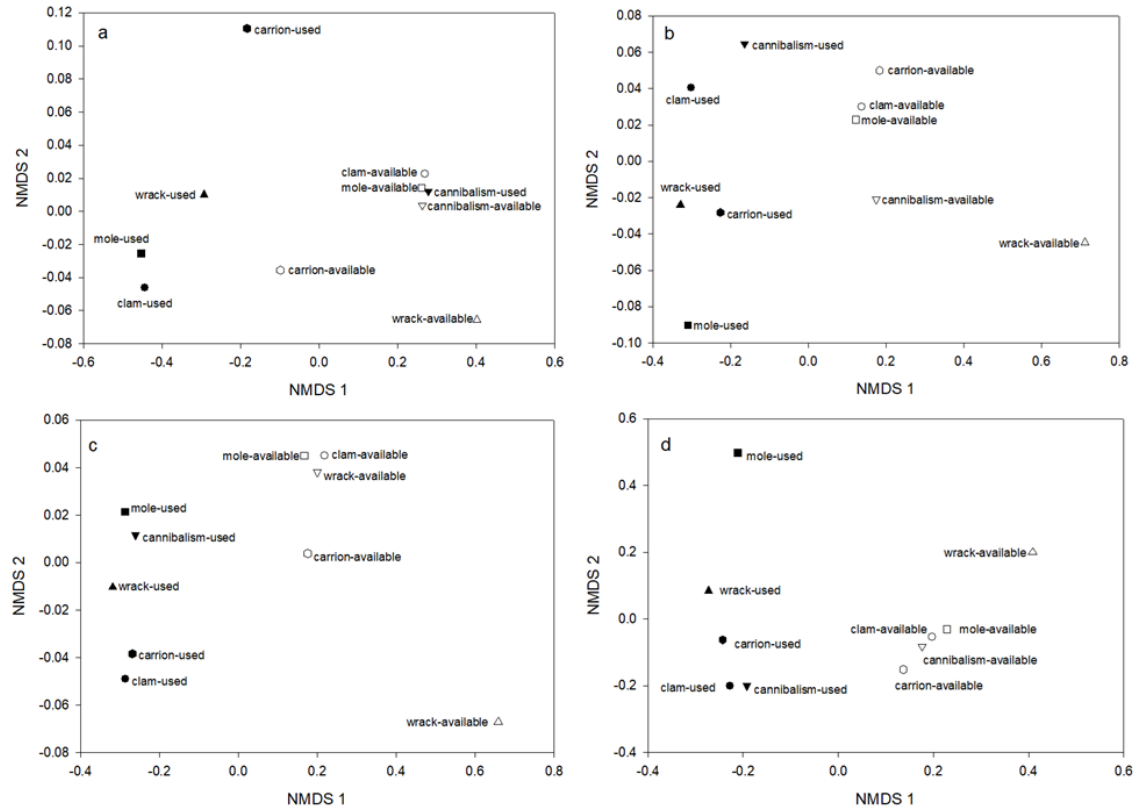 a
0.12
0.10
0.08
0.06
0.04
0.02
0.00
-0.02
-0.04
-0.06
-0.08
NMDS 2
carrion-used
clam-available
mole-available
cannibalism-used
cannibalism-available
wrack-used
mole-used
carrion-available
clam-used
wrack-available
-0.6 -0.4 -0.2 0.0 0.2 0.4 0.6
NMDS 1
b
0.08
0.06
0.04
0.02
0.00
-0.02
-0.04
-0.06
-0.08
-0.10
NMDS 2
cannibalism-used
carrion-available
clam-used
clam-available
mole-available
wrack-used
cannibalism-available
carrion-used
wrack-available
mole-used
-0.4 -0.2 0.0 0.2 0.4 0.6 0.8
NMDS 1
c
0.06
0.04
0.02
0.00
-0.02
-0.04
-0.06
-0.08
NMDS 2
mole-available
clam-available
wrack-available
mole-used
cannibalism-used
carrion-available
wrack-used
carrion-used
clam-used
wrack-available
-0.4 -0.2 0.0 0.2 0.4 0.6 0.8
NMDS 1
d
0.6
0.4
0.2
0.0
-0.2
-0.4
NMDS 2
mole-used
wrack-available
wrack-used
clam-available
mole-available
carrion-used
cannibalism-available
clam-used
cannibalism-used
carrion-available
-0.4 -0.2 0.0 0.2 0.4 0.6
NMDS 1